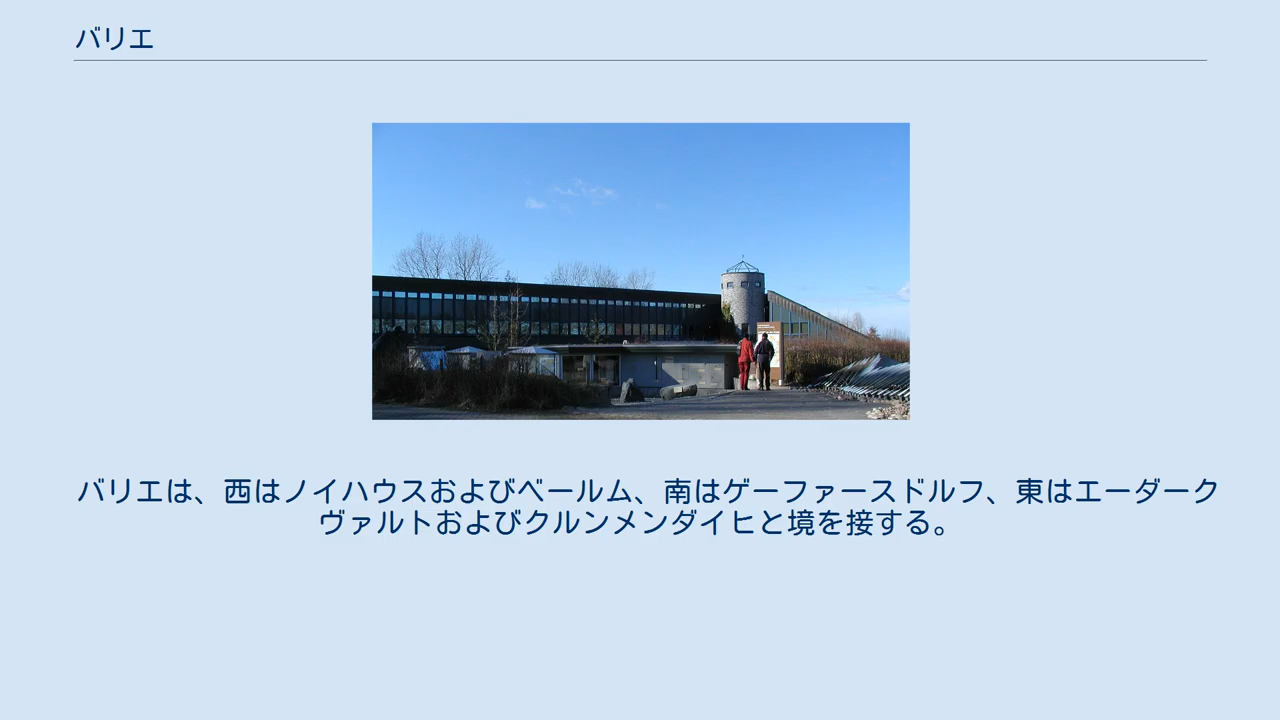 バリエ
バリエは、西はノイハウスおよびベールム、南はゲーファースドルフ、東はエーダーク
ヴァルトおよびクルンメンダイヒと境を接する。